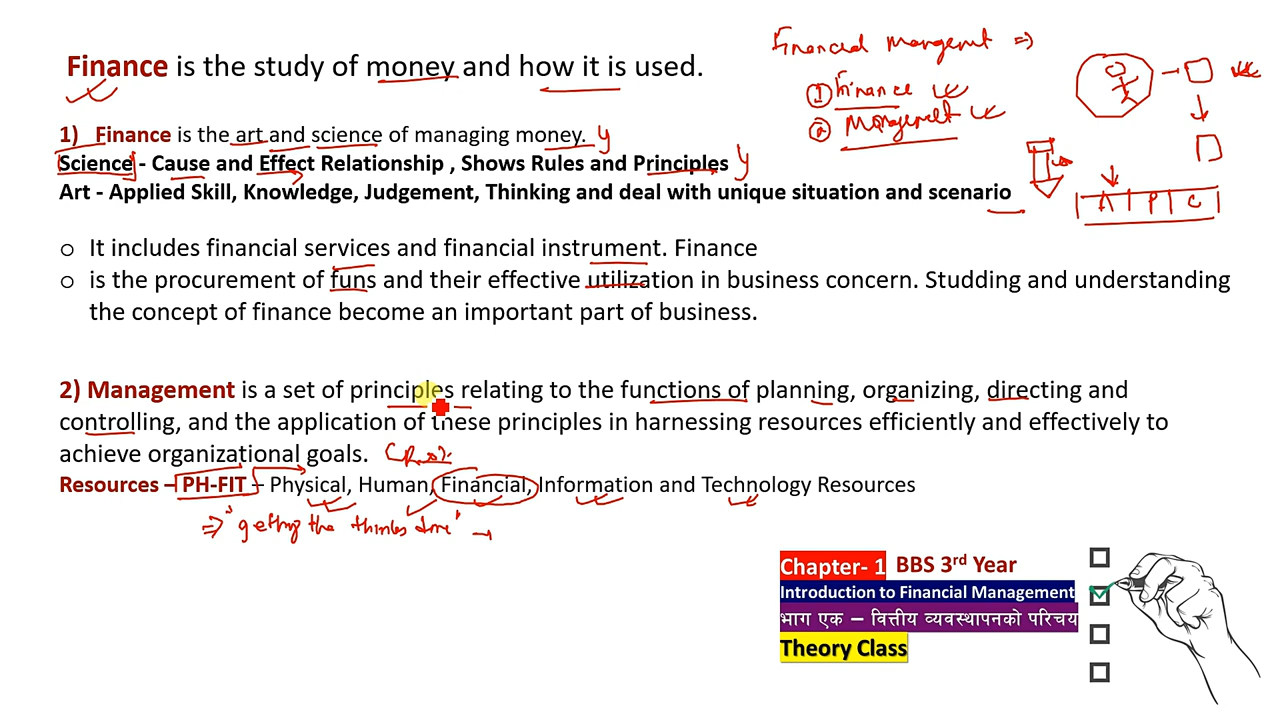 Finance is the study of money and how it is used.
Financial mangemt ⇒
① Finance
② Mangemelt
1) Finance is the art and science of managing money.
Science - Cause and Effect Relationship , Shows Rules and Principles
Art - Applied Skill, Knowledge, Judgement, Thinking and deal with unique situation and scenario
A P C
o It includes financial services and financial instrument. Finance
o is the procurement of funs and their effective utilization in business concern. Studding and understanding
the concept of finance become an important part of business.
2) Management is a set of principles relating to the functions of planning, organizing, directing and
controlling, and the application of these principles in harnessing resources efficiently and effectively to
achieve organizational goals.
Resources – PH-FIT – Physical, Human, Financial, Information and Technology Resources
⇒ "getting the thinks done" →
Chapter- 1 BBS 3rd Year
Introduction to Financial Management
भाग एक – वित्तीय व्यवस्थापनको परिचय
Theory Class